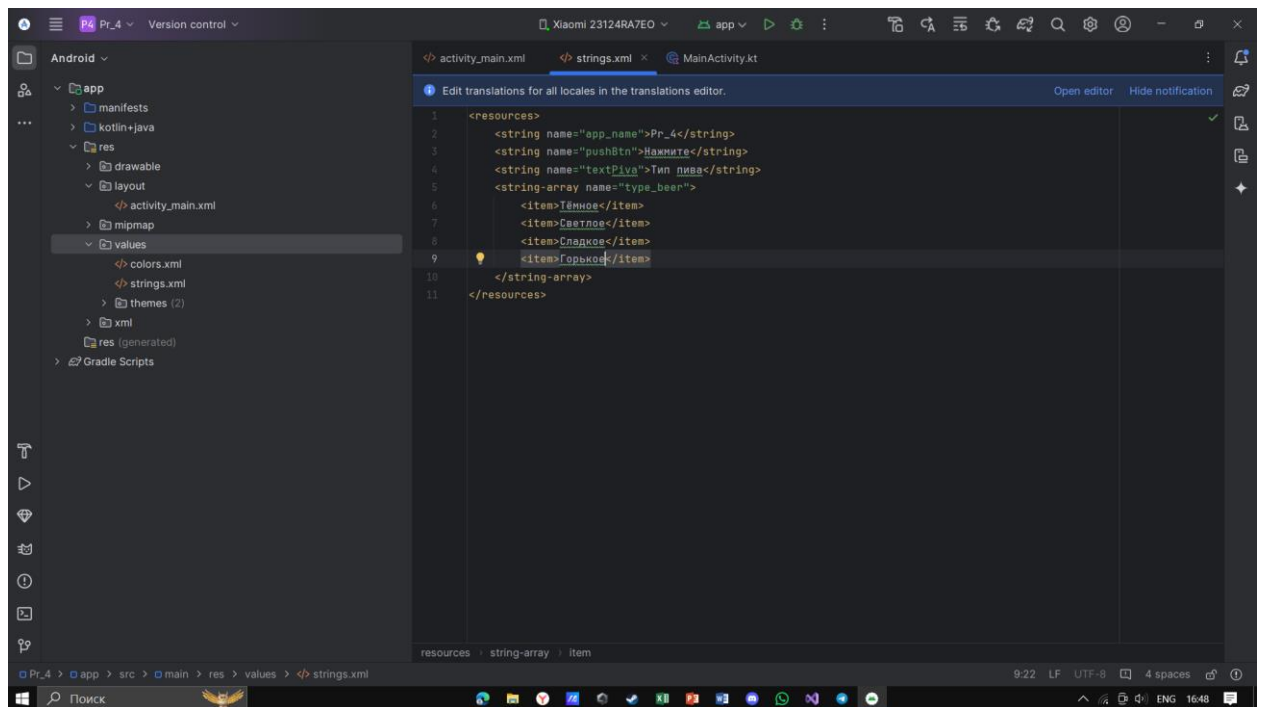 P4 Pr_4 Version control Xiaomi 23124RA7EO app
Android
app
manifests
kotlin+java
res
drawable
layout
</> activity_main.xml
mipmap
values
</> colors.xml
</> strings.xml
themes (2)
xml
res (generated)
Gradle Scripts
</> activity_main.xml </> strings.xml MainActivity.kt
Edit translations for all locales in the translations editor. Open editor Hide notification
1 <resources>
2 <string name="app_name">Pr_4</string>
3 <string name="pushBtn">Нажмите</string>
4 <string name="textPiva">Тип пива</string>
5 <string-array name="type_beer">
6 <item>Тёмное</item>
7 <item>Светлое</item>
8 <item>Сладкое</item>
9 <item>Горькое</item>
10 </string-array>
11 </resources>
resources > string-array > item
Pr_4 > app > src > main > res > values > </> strings.xml 9:22 LF UTF-8 4 spaces
Поиск ENG 16:48